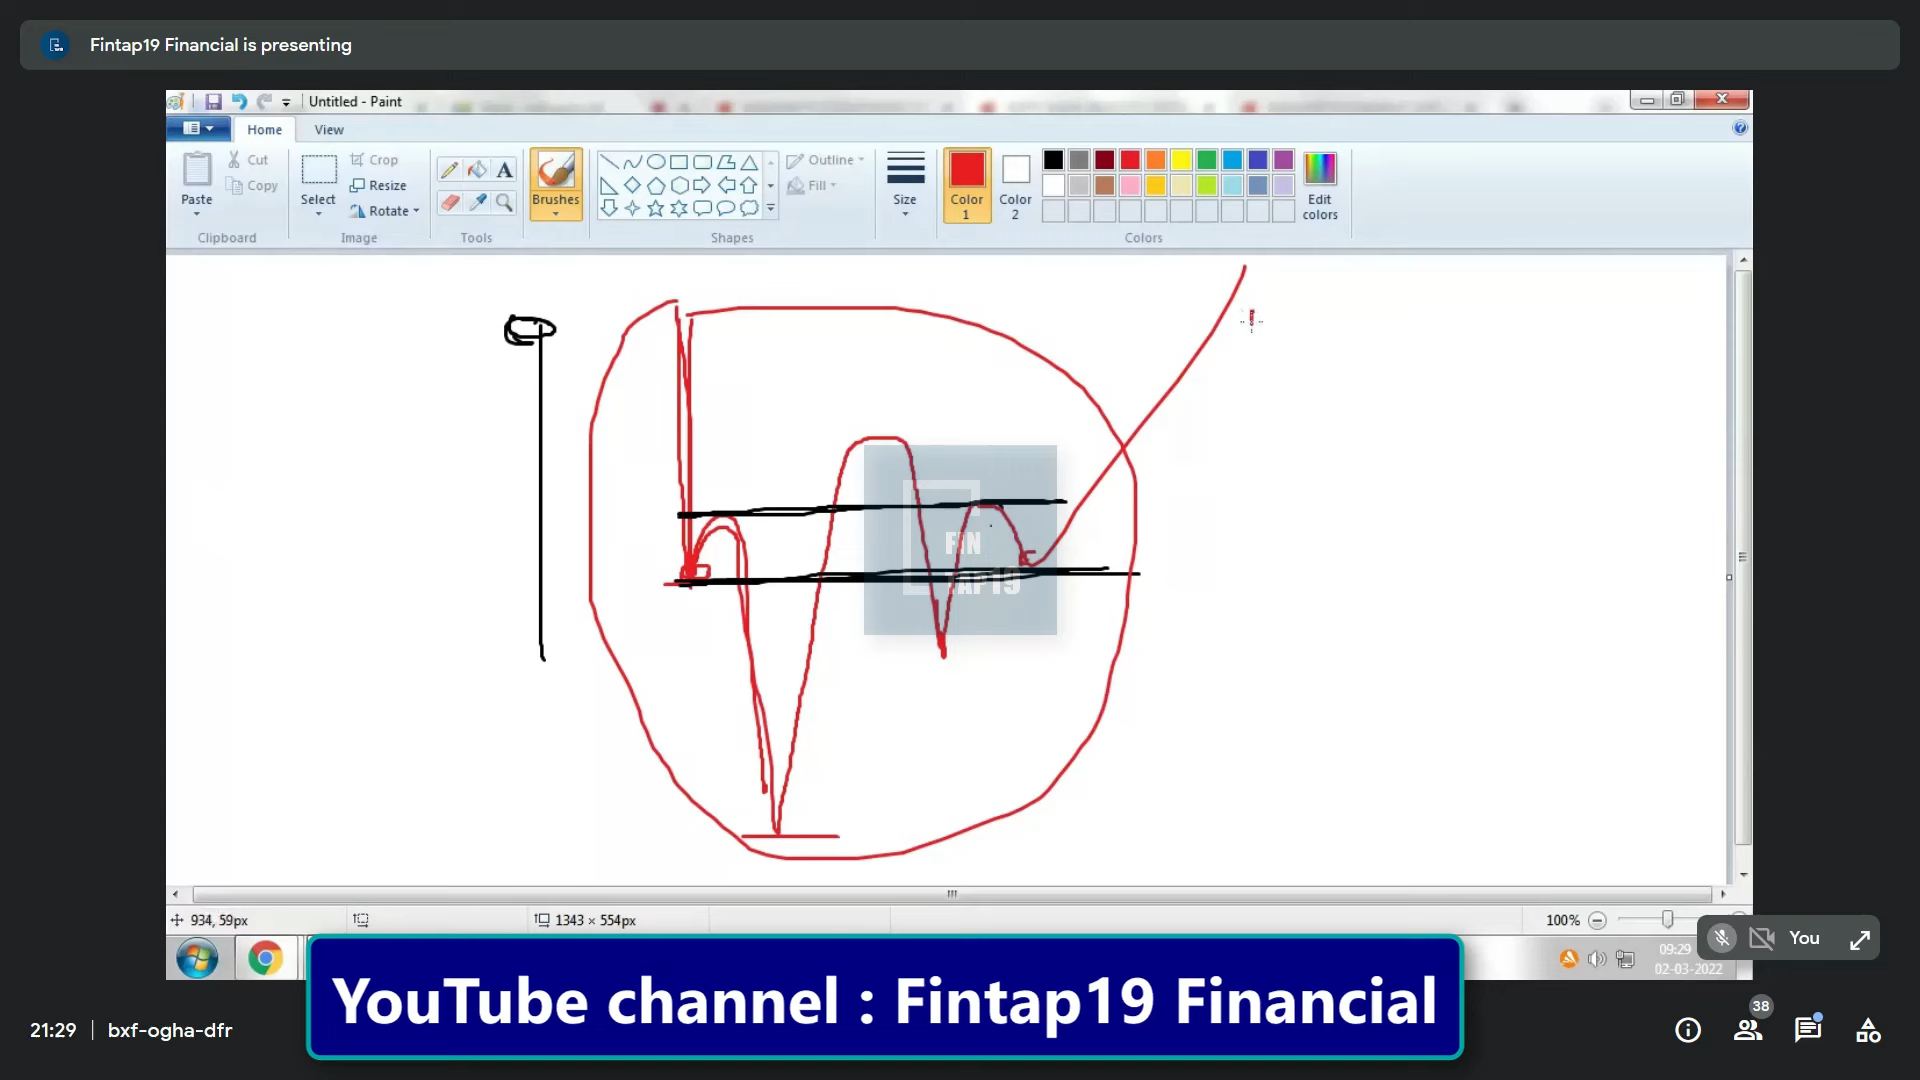 Fintap19 Financial is presenting
Untitled - Paint
Home
View
Paste
Cut
Copy
Clipboard
Select
Crop
Resize
Rotate
Image
A
Tools
Brushes
Shapes
Outline
Fill
Size
Color
1
Color
2
Edit
colors
Colors
FIN
TAP19
934, 59px
1343 × 554px
100%
You
09:29
02-03-2022
YouTube channel : Fintap19 Financial
21:29
bxf-ogha-dfr
38